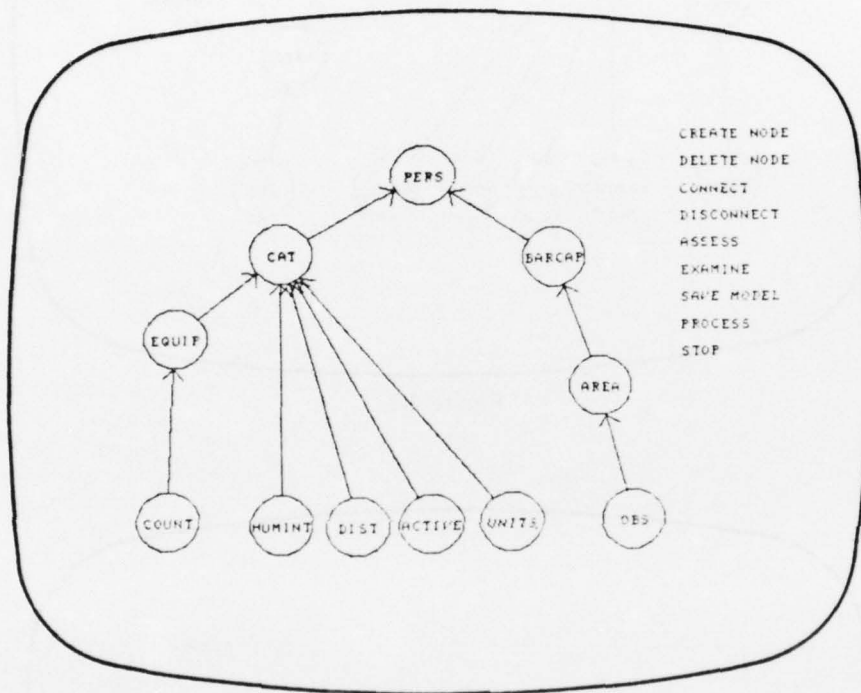 CREATE NODE
PERS
DELETE NODE
CONNECT
DISCONNECT
CAT
BARCAP
ASSESS
EXAMINE
SAVE MODEL
EQUIP
PROCESS
STOP
AREA
COUNT
HUMINT
DIST
ACTIVE
UNITS
OBS